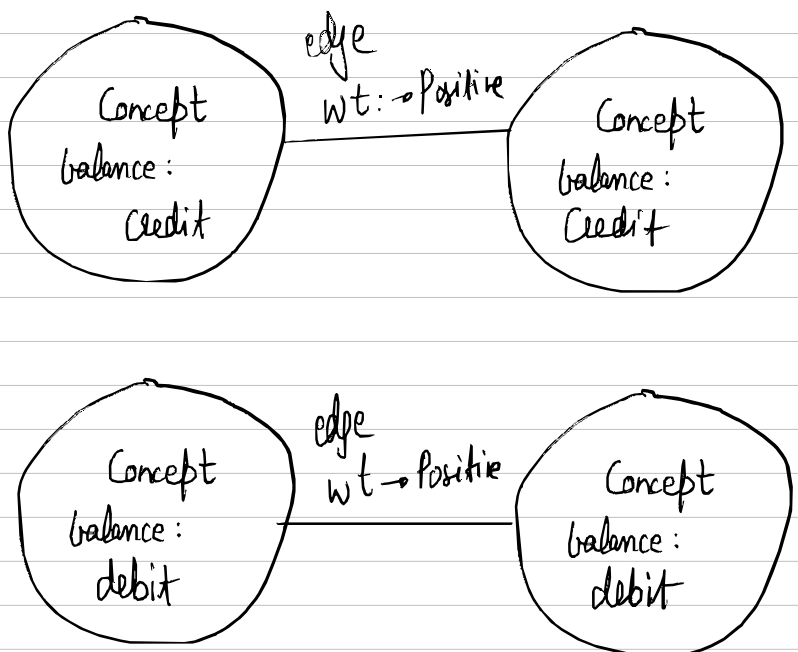 edge
wt: → Positive
Concept
balance:
credit
Concept
balance:
Credit
edge
wt → Positive
Concept
balance:
debit
Concept
balance:
debit